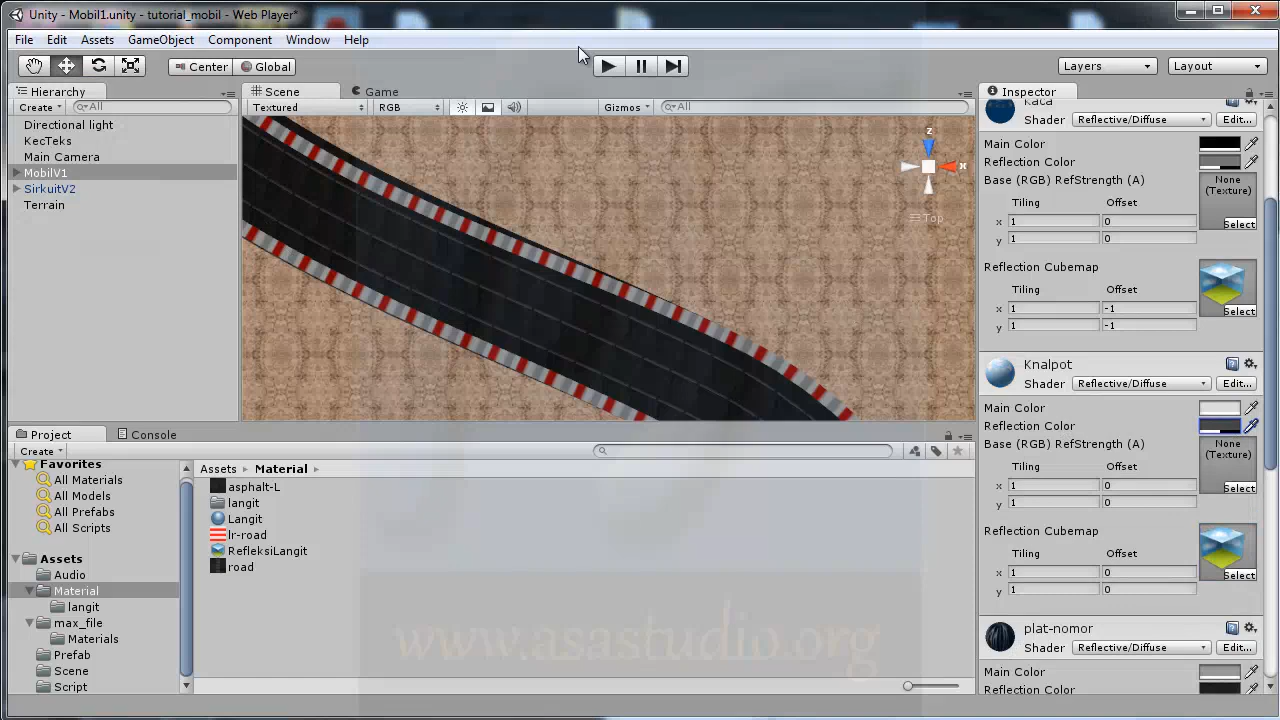 Unity - Mobil1.unity - tutorial_mobil - Web Player*
File Edit Assets GameObject Component Window Help
Center Global Layers Layout
Hierarchy
Create All
Directional light
KecTeks
Main Camera
MobilV1
SirkuitV2
Terrain
Scene Game
Textured RGB Gizmos All
z
x
Top
Inspector
kaca
Shader Reflective/Diffuse Edit...
Main Color
Reflection Color
Base (RGB) RefStrength (A) None (Texture)
Tiling Offset
x 1 0
Select
y 1 0
Reflection Cubemap
Tiling Offset
x 1 -1
Select
y 1 -1
Knalpot
Shader Reflective/Diffuse Edit...
Main Color
Reflection Color
Base (RGB) RefStrength (A) None (Texture)
Tiling Offset
x 1 0
Select
y 1 0
Reflection Cubemap
Tiling Offset
x 1 0
Select
y 1 0
plat-nomor
Shader Reflective/Diffuse Edit...
Main Color
Reflection Color
Project Console
Create
Favorites
All Materials
All Models
All Prefabs
All Scripts
Assets
Audio
Material
langit
max_file
Materials
Prefab
Scene
Script
Assets Material
asphalt-L
langit
Langit
lr-road
RefleksiLangit
road
www.asastudio.org